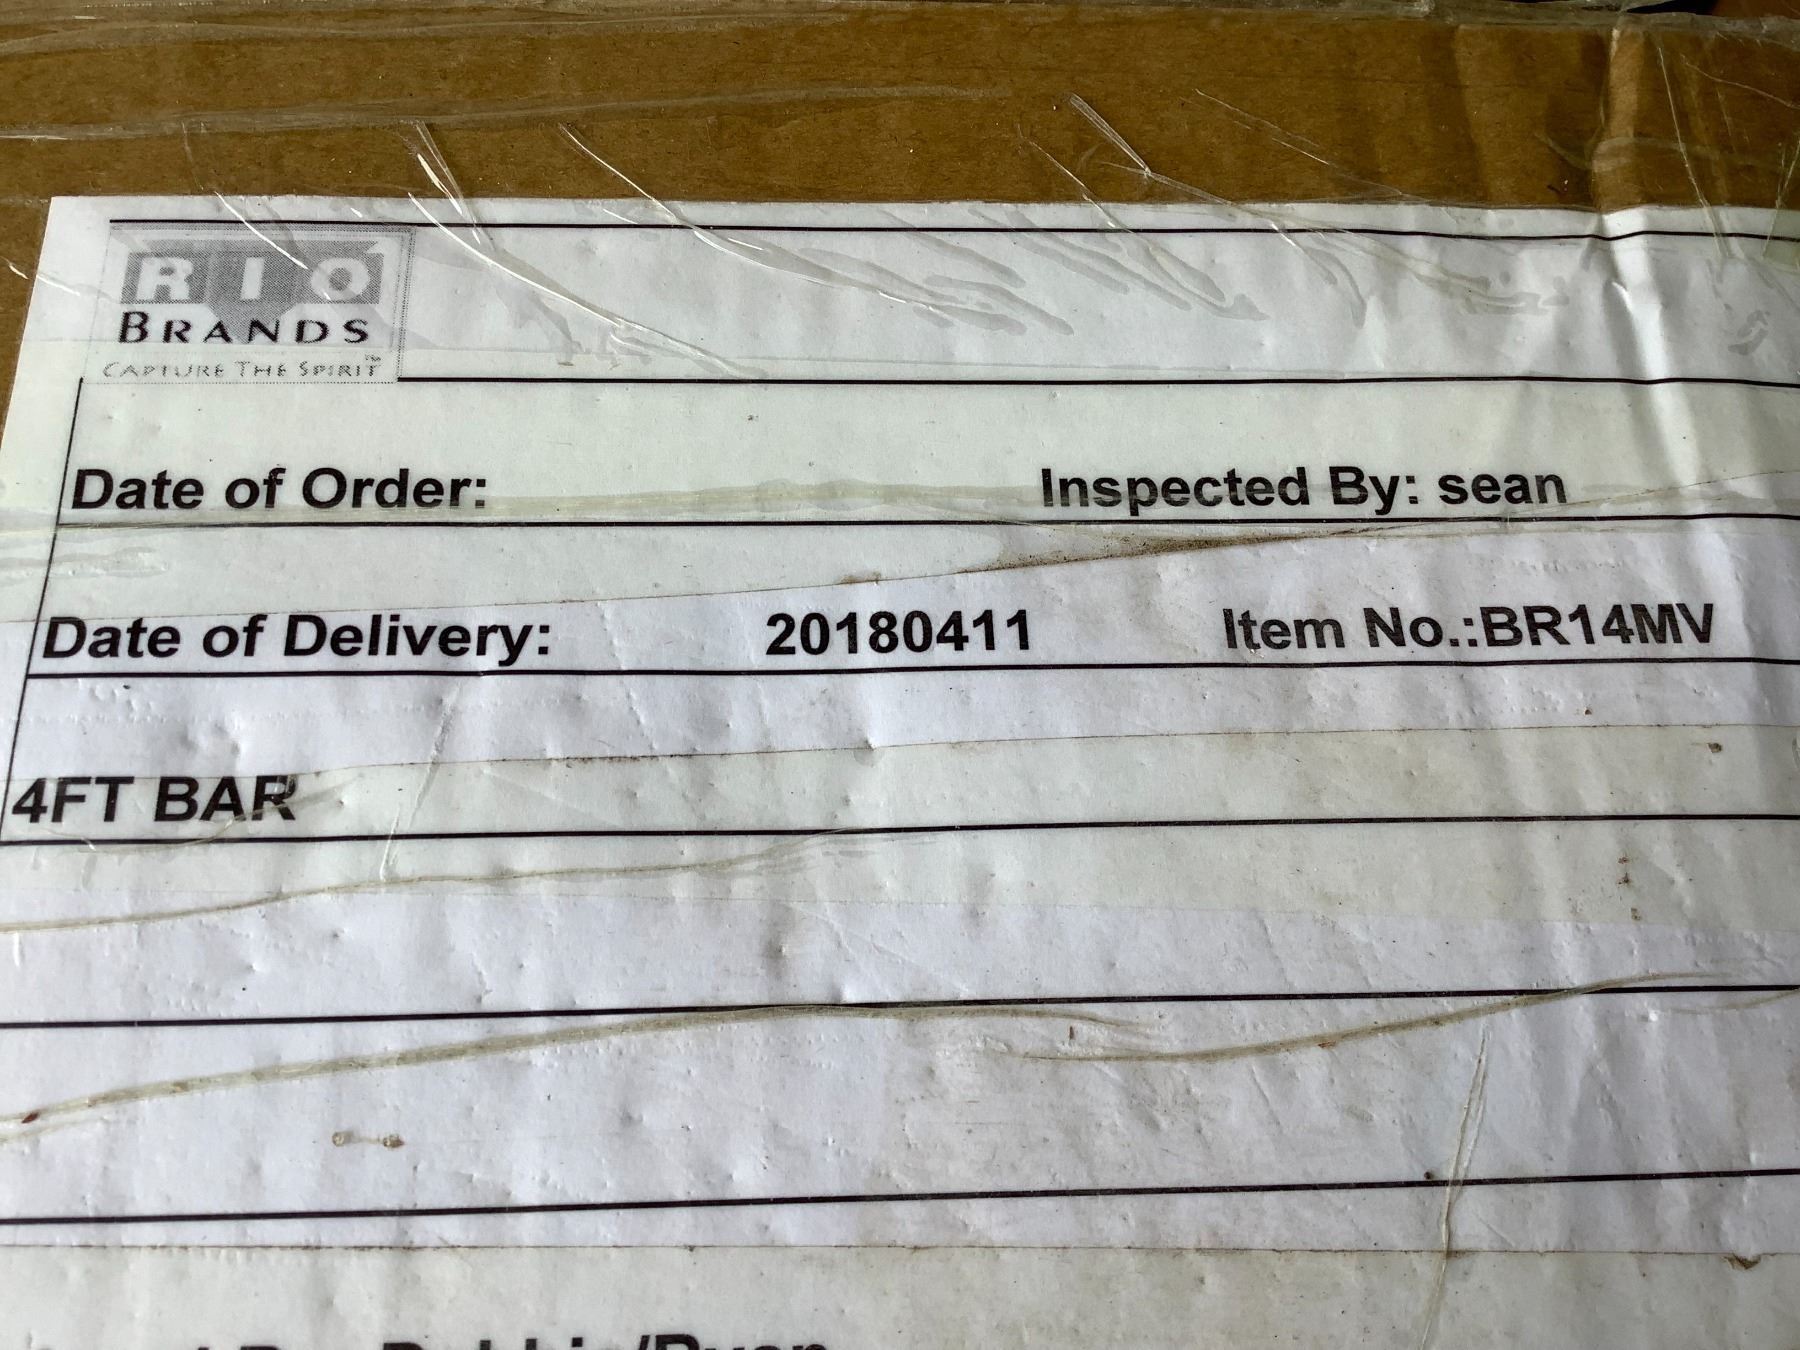 RIO
BRANDS
CAPTURE THE SPIRIT™
Date of Order: Inspected By: sean
Date of Delivery: 20180411 Item No.:BR14MV
4FT BAR